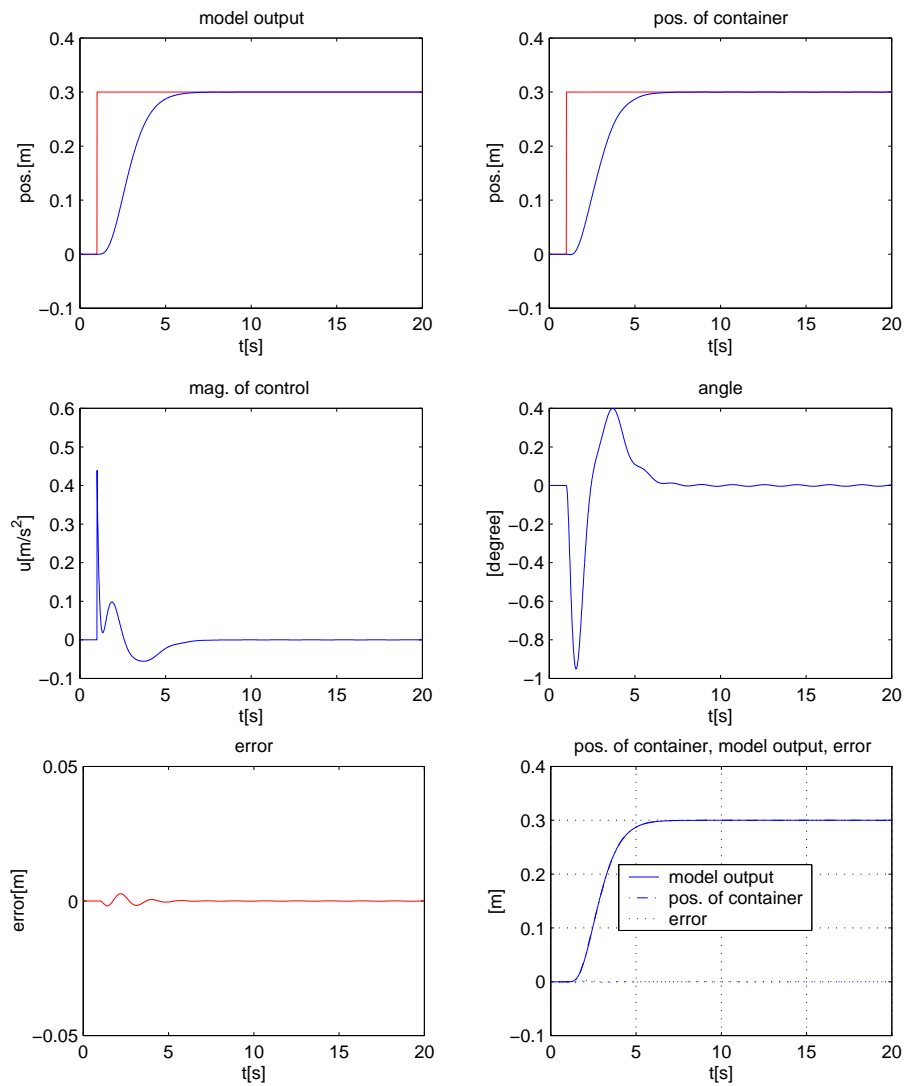 model output
0.4
0.3
0.2
0.1
0
−0.1
pos.[m]
0 5 10 15 20
t[s]
pos. of container
0.4
0.3
0.2
0.1
0
−0.1
pos.[m]
0 5 10 15 20
t[s]
mag. of control
0.6
0.5
0.4
0.3
0.2
0.1
0
−0.1
u[m/s²]
0 5 10 15 20
t[s]
angle
0.4
0.2
0
−0.2
−0.4
−0.6
−0.8
−1
[degree]
0 5 10 15 20
t[s]
error
0.05
0
−0.05
error[m]
0 5 10 15 20
t[s]
pos. of container, model output, error
0.4
0.3
0.2
0.1
0
−0.1
[m]
model output
pos. of container
error
0 5 10 15 20
t[s]